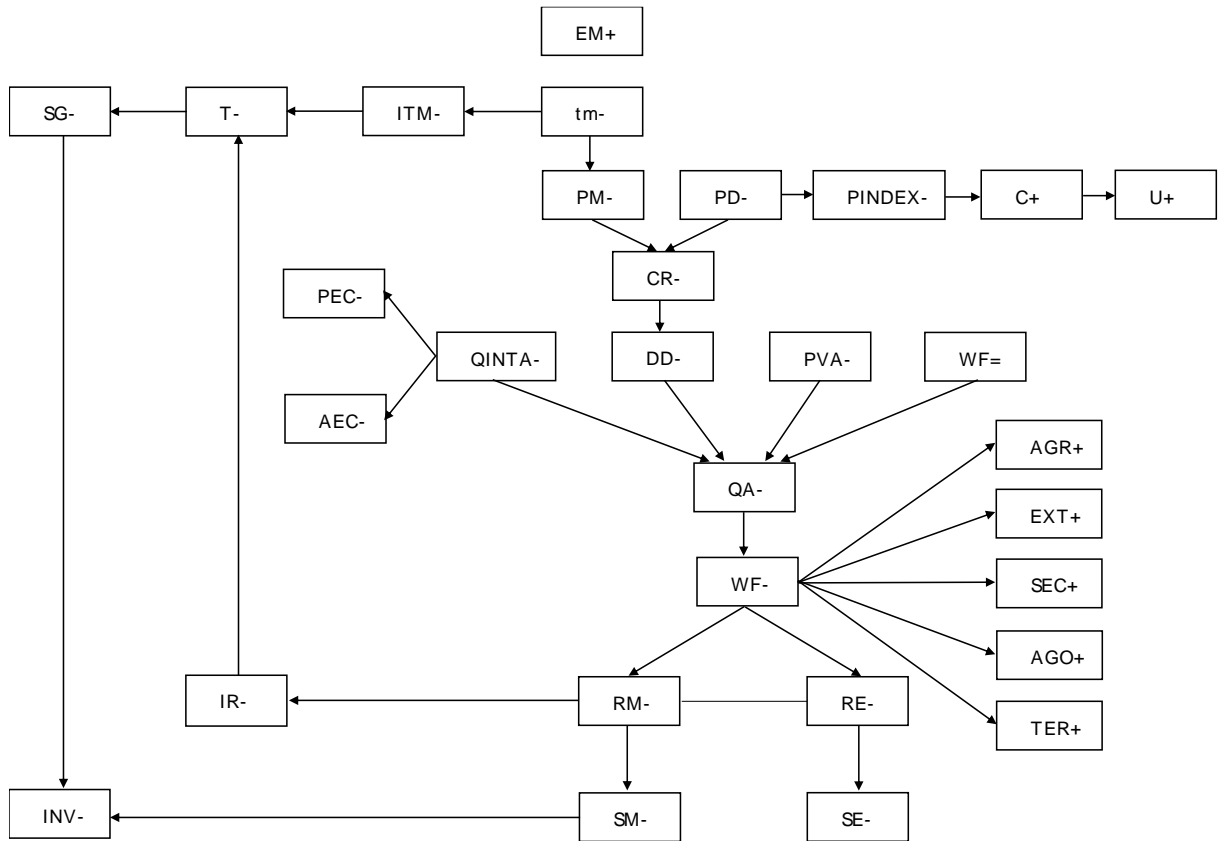 EM+
SG-
T-
ITM-
tm-
PM-
PD-
PINDEX-
C+
U+
CR-
PEC-
QINTA-
DD-
PVA-
WF=
AEC-
AGR+
QA-
EXT+
WF-
SEC+
AGO+
IR-
RM-
RE-
TER+
INV-
SM-
SE-